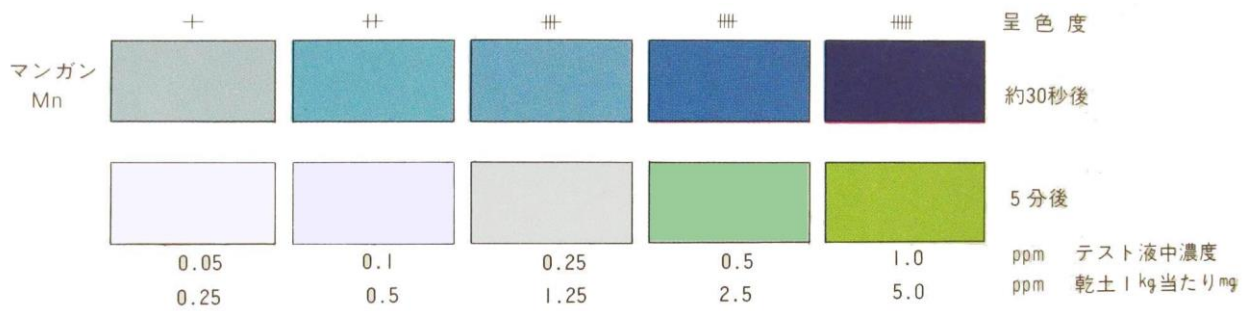 + ++ +++ ++++ +++++ 呈色度
マンガン
Mn
約30秒後
5分後
0.05 0.1 0.25 0.5 1.0 ppm テスト液中濃度
0.25 0.5 1.25 2.5 5.0 ppm 乾土1kg当たりmg